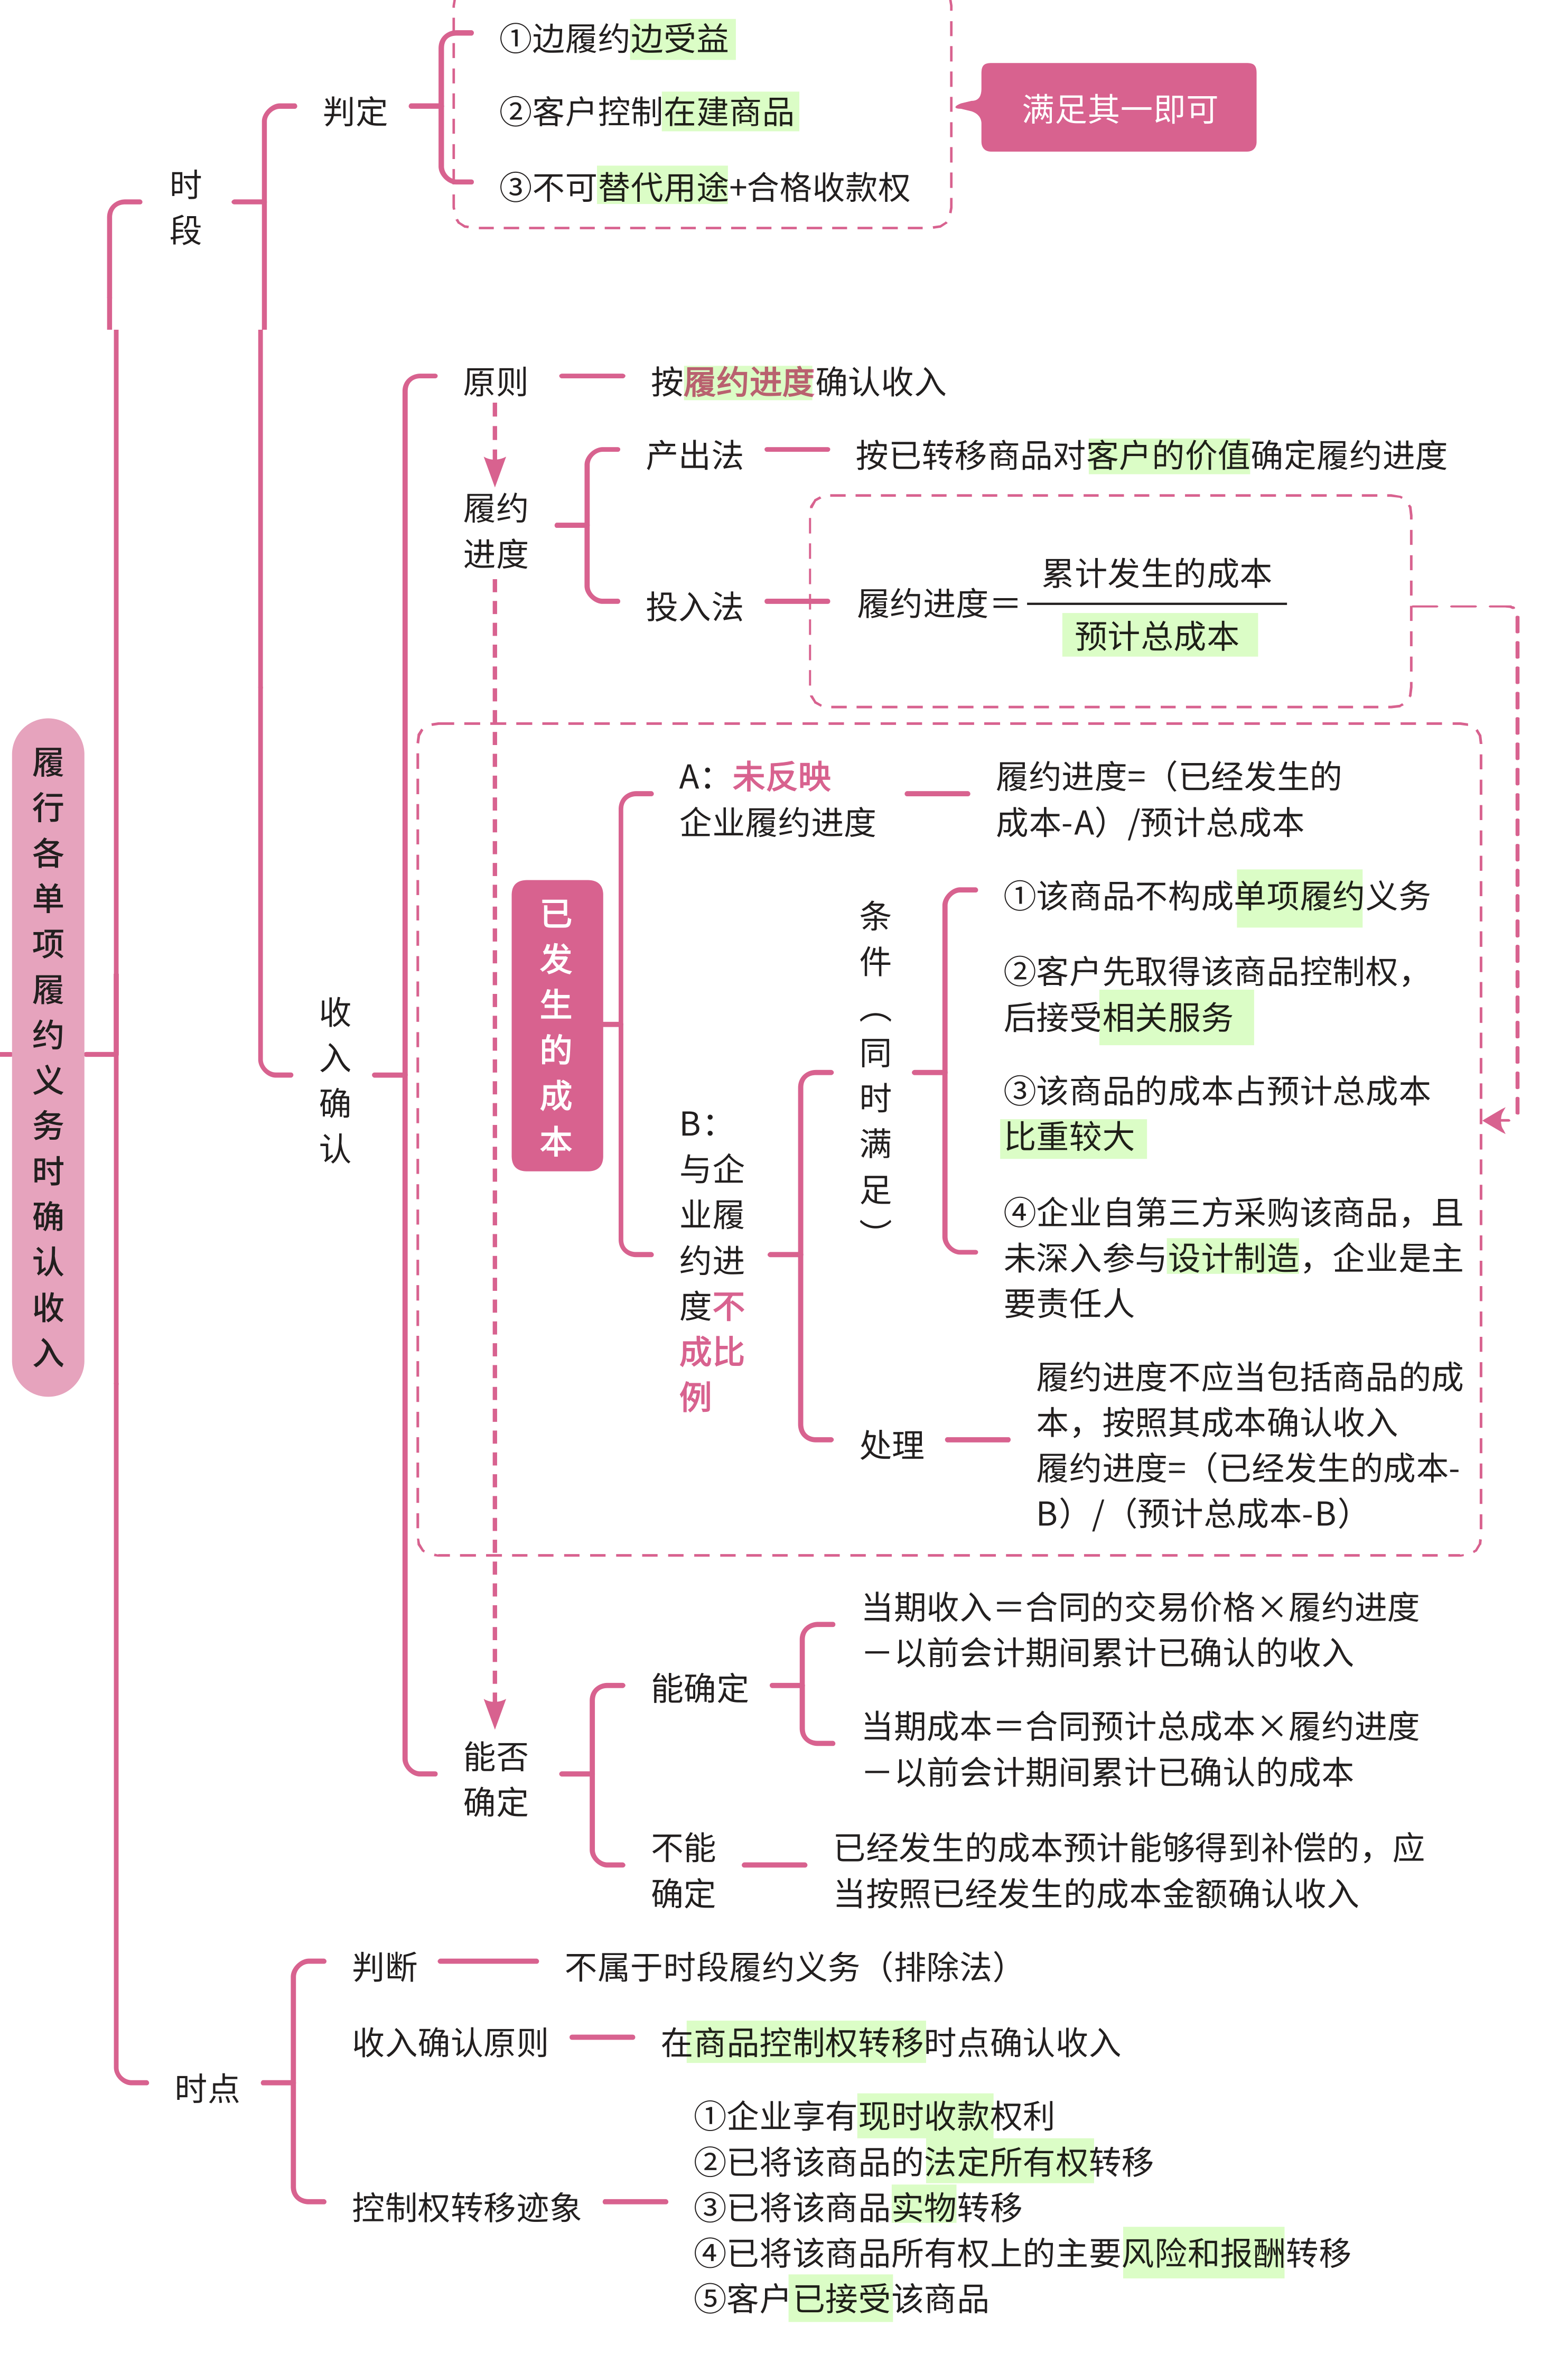 ①边履约边受益
②客户控制在建商品
③不可替代用途+合格收款权
满足其一即可
判定
时
段
原则
按履约进度确认收入
履约
进度
产出法
按已转移商品对客户的价值确定履约进度
投入法
履约进度＝
累计发生的成本
预计总成本
履行各单项履约义务时确认收入
收入确认
已发生的成本
A：未反映
企业履约进度
履约进度=（已经发生的
成本-A）/预计总成本
B：
与企
业履
约进
度不
成比
例
条件（同时满足）
①该商品不构成单项履约义务
②客户先取得该商品控制权，
后接受相关服务
③该商品的成本占预计总成本
比重较大
④企业自第三方采购该商品，且
未深入参与设计制造，企业是主
要责任人
处理
履约进度不应当包括商品的成
本，按照其成本确认收入
履约进度=（已经发生的成本-
B）/（预计总成本-B）
能否
确定
能确定
当期收入＝合同的交易价格×履约进度
－以前会计期间累计已确认的收入
当期成本＝合同预计总成本×履约进度
－以前会计期间累计已确认的成本
不能
确定
已经发生的成本预计能够得到补偿的，应
当按照已经发生的成本金额确认收入
时点
判断
不属于时段履约义务（排除法）
收入确认原则
在商品控制权转移时点确认收入
控制权转移迹象
①企业享有现时收款权利
②已将该商品的法定所有权转移
③已将该商品实物转移
④已将该商品所有权上的主要风险和报酬转移
⑤客户已接受该商品